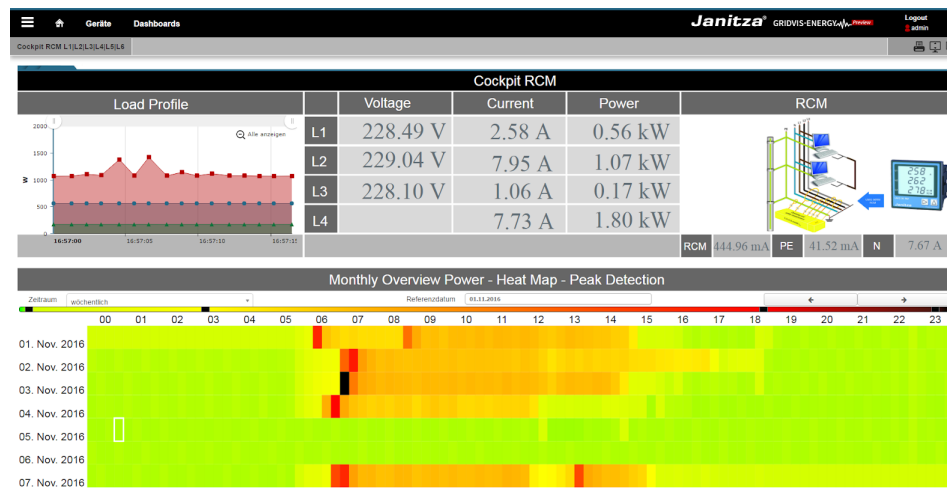 Geräte Dashboards Janitza® GRIDVIS-ENERGY Preview Logout
admin
Cockpit RCM L1|L2|L3|L4|L5|L6
Cockpit RCM
Load Profile Voltage Current Power RCM
2000
1500
1000
500
0
W
Alle anzeigen
16:57:00 16:57:05 16:57:10 16:57:15
L1 228.49 V 2.58 A 0.56 kW
L2 229.04 V 7.95 A 1.07 kW
L3 228.10 V 1.06 A 0.17 kW
L4 7.73 A 1.80 kW
258
262
278
RCM 444.96 mA PE 41.52 mA N 7.67 A
Monthly Overview Power - Heat Map - Peak Detection
Zeitraum wöchentlich Referenzdatum 01.11.2016
00 01 02 03 04 05 06 07 08 09 10 11 12 13 14 15 16 17 18 19 20 21 22 23
01. Nov. 2016
02. Nov. 2016
03. Nov. 2016
04. Nov. 2016
05. Nov. 2016
06. Nov. 2016
07. Nov. 2016